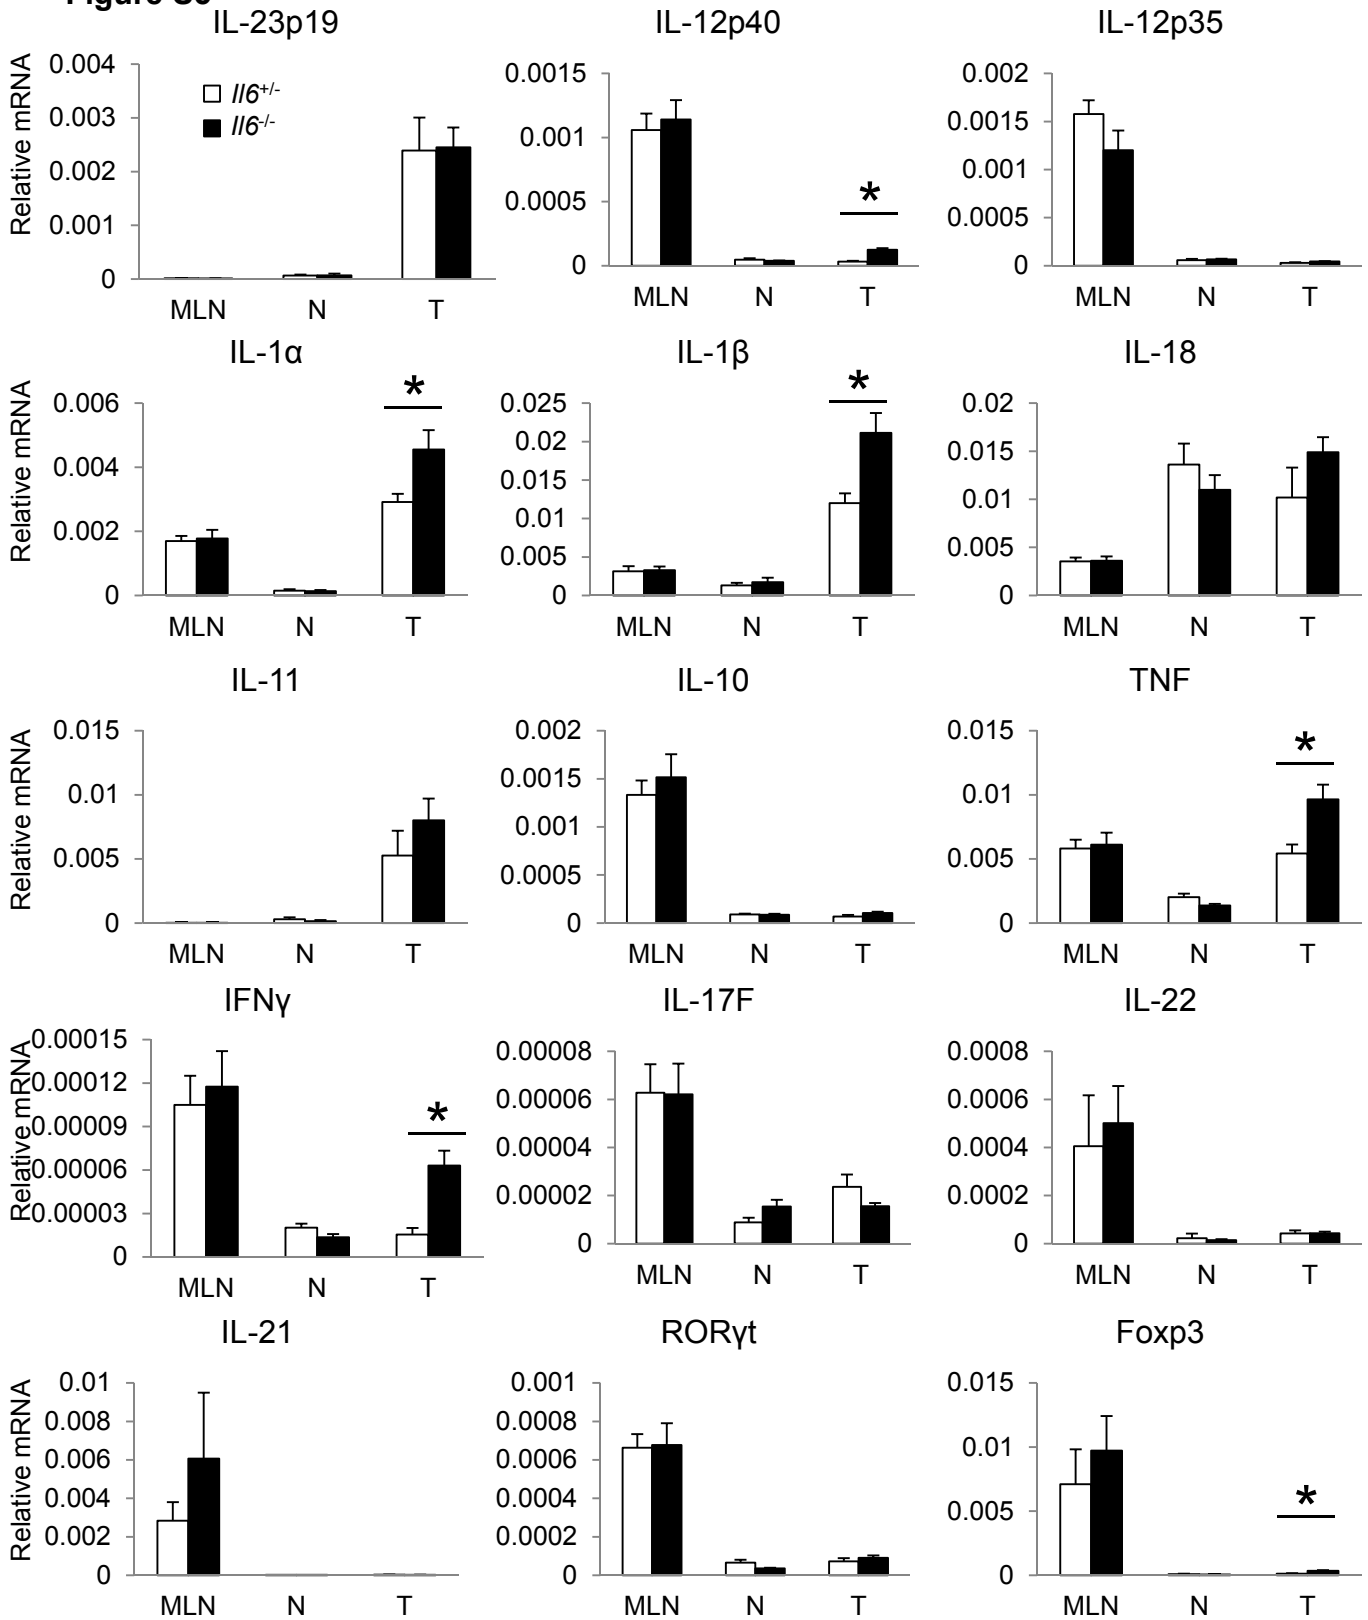 IL-23p19
Relative mRNA
0.004
0.003
0.002
0.001
0
Il6+/-
Il6-/-
MLN N T
IL-12p40
0.0015
0.001
0.0005
0
*
MLN N T
IL-12p35
0.002
0.0015
0.001
0.0005
0
MLN N T
IL-1α
Relative mRNA
0.006
0.004
0.002
0
*
MLN N T
IL-1β
0.025
0.02
0.015
0.01
0.005
0
*
MLN N T
IL-18
0.02
0.015
0.01
0.005
0
MLN N T
IL-11
Relative mRNA
0.015
0.01
0.005
0
MLN N T
IL-10
0.002
0.0015
0.001
0.0005
0
MLN N T
TNF
0.015
0.01
0.005
0
*
MLN N T
IFNγ
Relative mRNA
0.00015
0.00012
0.00009
0.00006
0.00003
0
*
MLN N T
IL-17F
0.00008
0.00006
0.00004
0.00002
0
MLN N T
IL-22
0.0008
0.0006
0.0004
0.0002
0
MLN N T
IL-21
Relative mRNA
0.01
0.008
0.006
0.004
0.002
0
MLN N T
RORγt
0.001
0.0008
0.0006
0.0004
0.0002
0
MLN N T
Foxp3
0.015
0.01
0.005
0
*
MLN N T